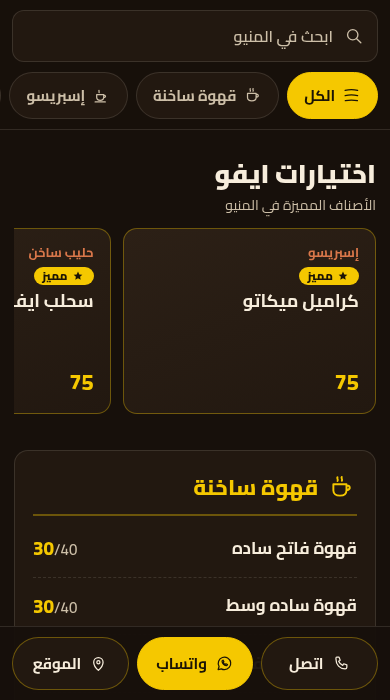 ابحث في المنيو
الكل
قهوة ساخنة
إسبريسو
اختيارات ايفو
الأصناف المميزة في المنيو
إسبريسو
مميز
كراميل ميكاتو
75
حليب ساخن
مميز
سحلب ايفو
75
قهوة ساخنة
قهوة فاتح ساده
30/40
قهوة ساده وسط
30/40
اتصل
واتساب
الموقع